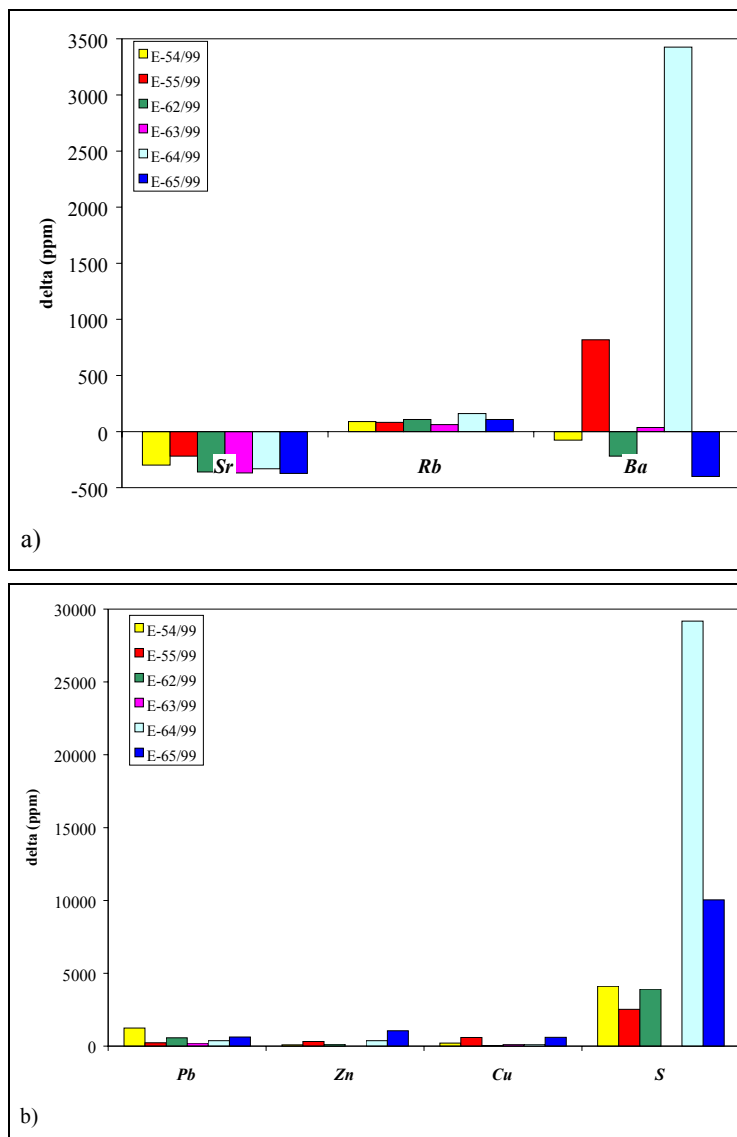 3500
3000
2500
2000
1500
1000
500
0
-500
delta (ppm)
E-54/99
E-55/99
E-62/99
E-63/99
E-64/99
E-65/99
Sr
Rb
Ba
a)
30000
25000
20000
15000
10000
5000
0
delta (ppm)
E-54/99
E-55/99
E-62/99
E-63/99
E-64/99
E-65/99
Pb
Zn
Cu
S
b)